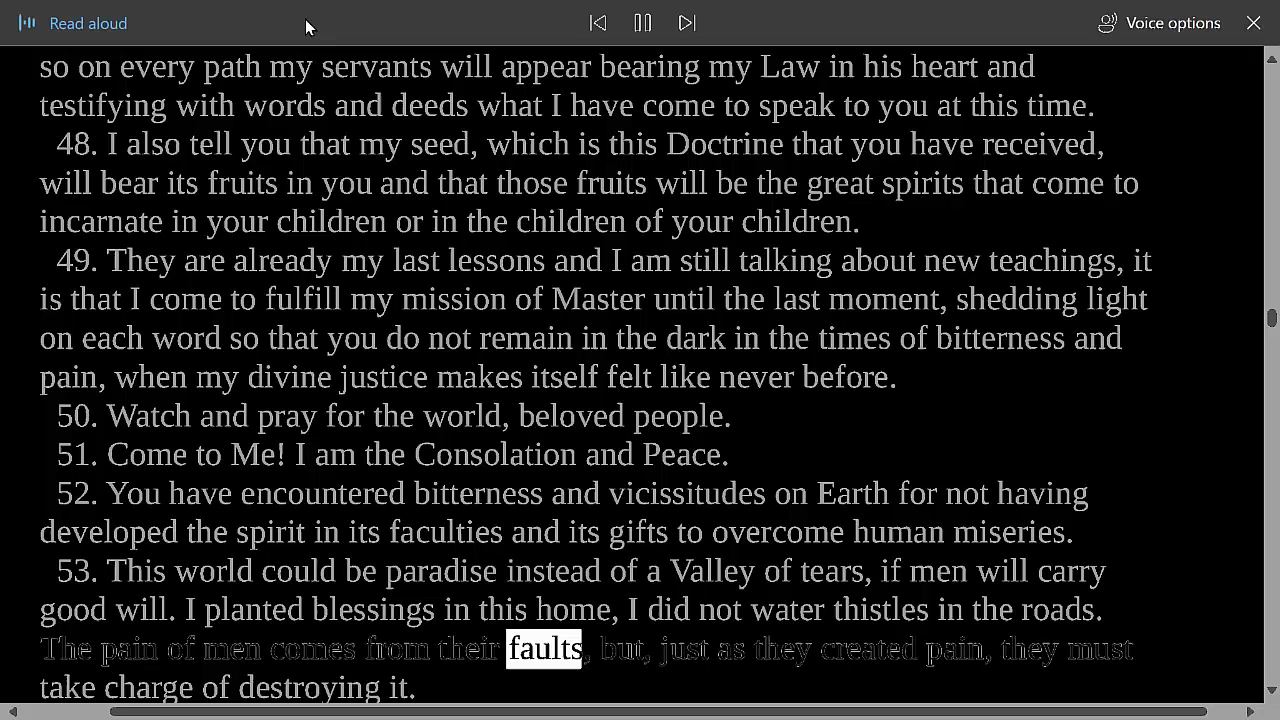 Read aloud
Voice options
so on every path my servants will appear bearing my Law in his heart and
testifying with words and deeds what I have come to speak to you at this time.
48. I also tell you that my seed, which is this Doctrine that you have received,
will bear its fruits in you and that those fruits will be the great spirits that come to
incarnate in your children or in the children of your children.
49. They are already my last lessons and I am still talking about new teachings, it
is that I come to fulfill my mission of Master until the last moment, shedding light
on each word so that you do not remain in the dark in the times of bitterness and
pain, when my divine justice makes itself felt like never before.
50. Watch and pray for the world, beloved people.
51. Come to Me! I am the Consolation and Peace.
52. You have encountered bitterness and vicissitudes on Earth for not having
developed the spirit in its faculties and its gifts to overcome human miseries.
53. This world could be paradise instead of a Valley of tears, if men will carry
good will. I planted blessings in this home, I did not water thistles in the roads.
The pain of men comes from their faults, but, just as they created pain, they must
take charge of destroying it.